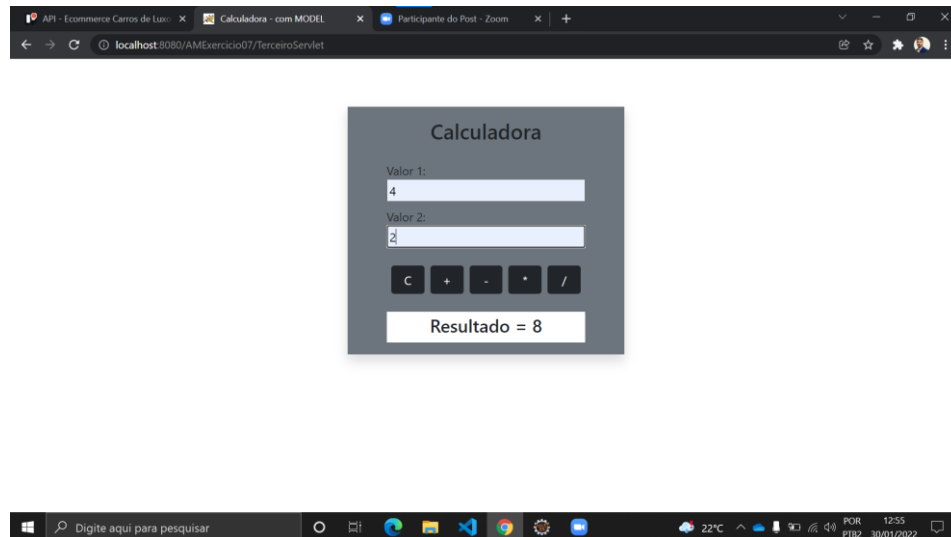 API - Ecommerce Carros de Luxo
Calculadora - com MODEL
Participante do Post - Zoom
localhost:8080/AMExercicio07/TerceiroServlet
Calculadora
Valor 1:
4
Valor 2:
2
C + - * /
Resultado = 8
Digite aqui para pesquisar
22°C
POR
PTB2
12:55
30/01/2022